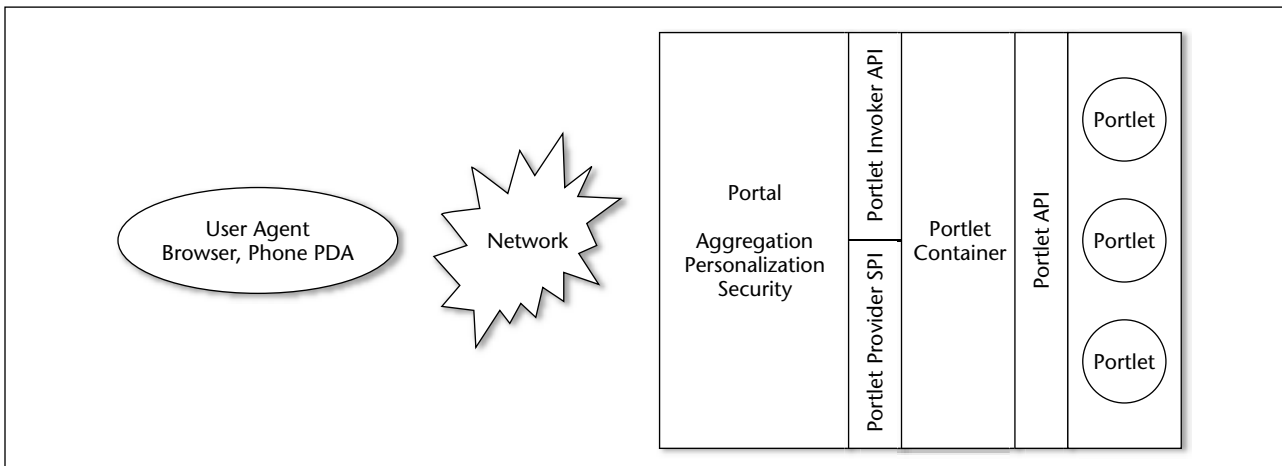 User Agent
Browser, Phone PDA
Network
Portal
Aggregation
Personalization
Security
Portlet Invoker API
Portlet Provider SPI
Portlet
Container
Portlet API
Portlet
Portlet
Portlet